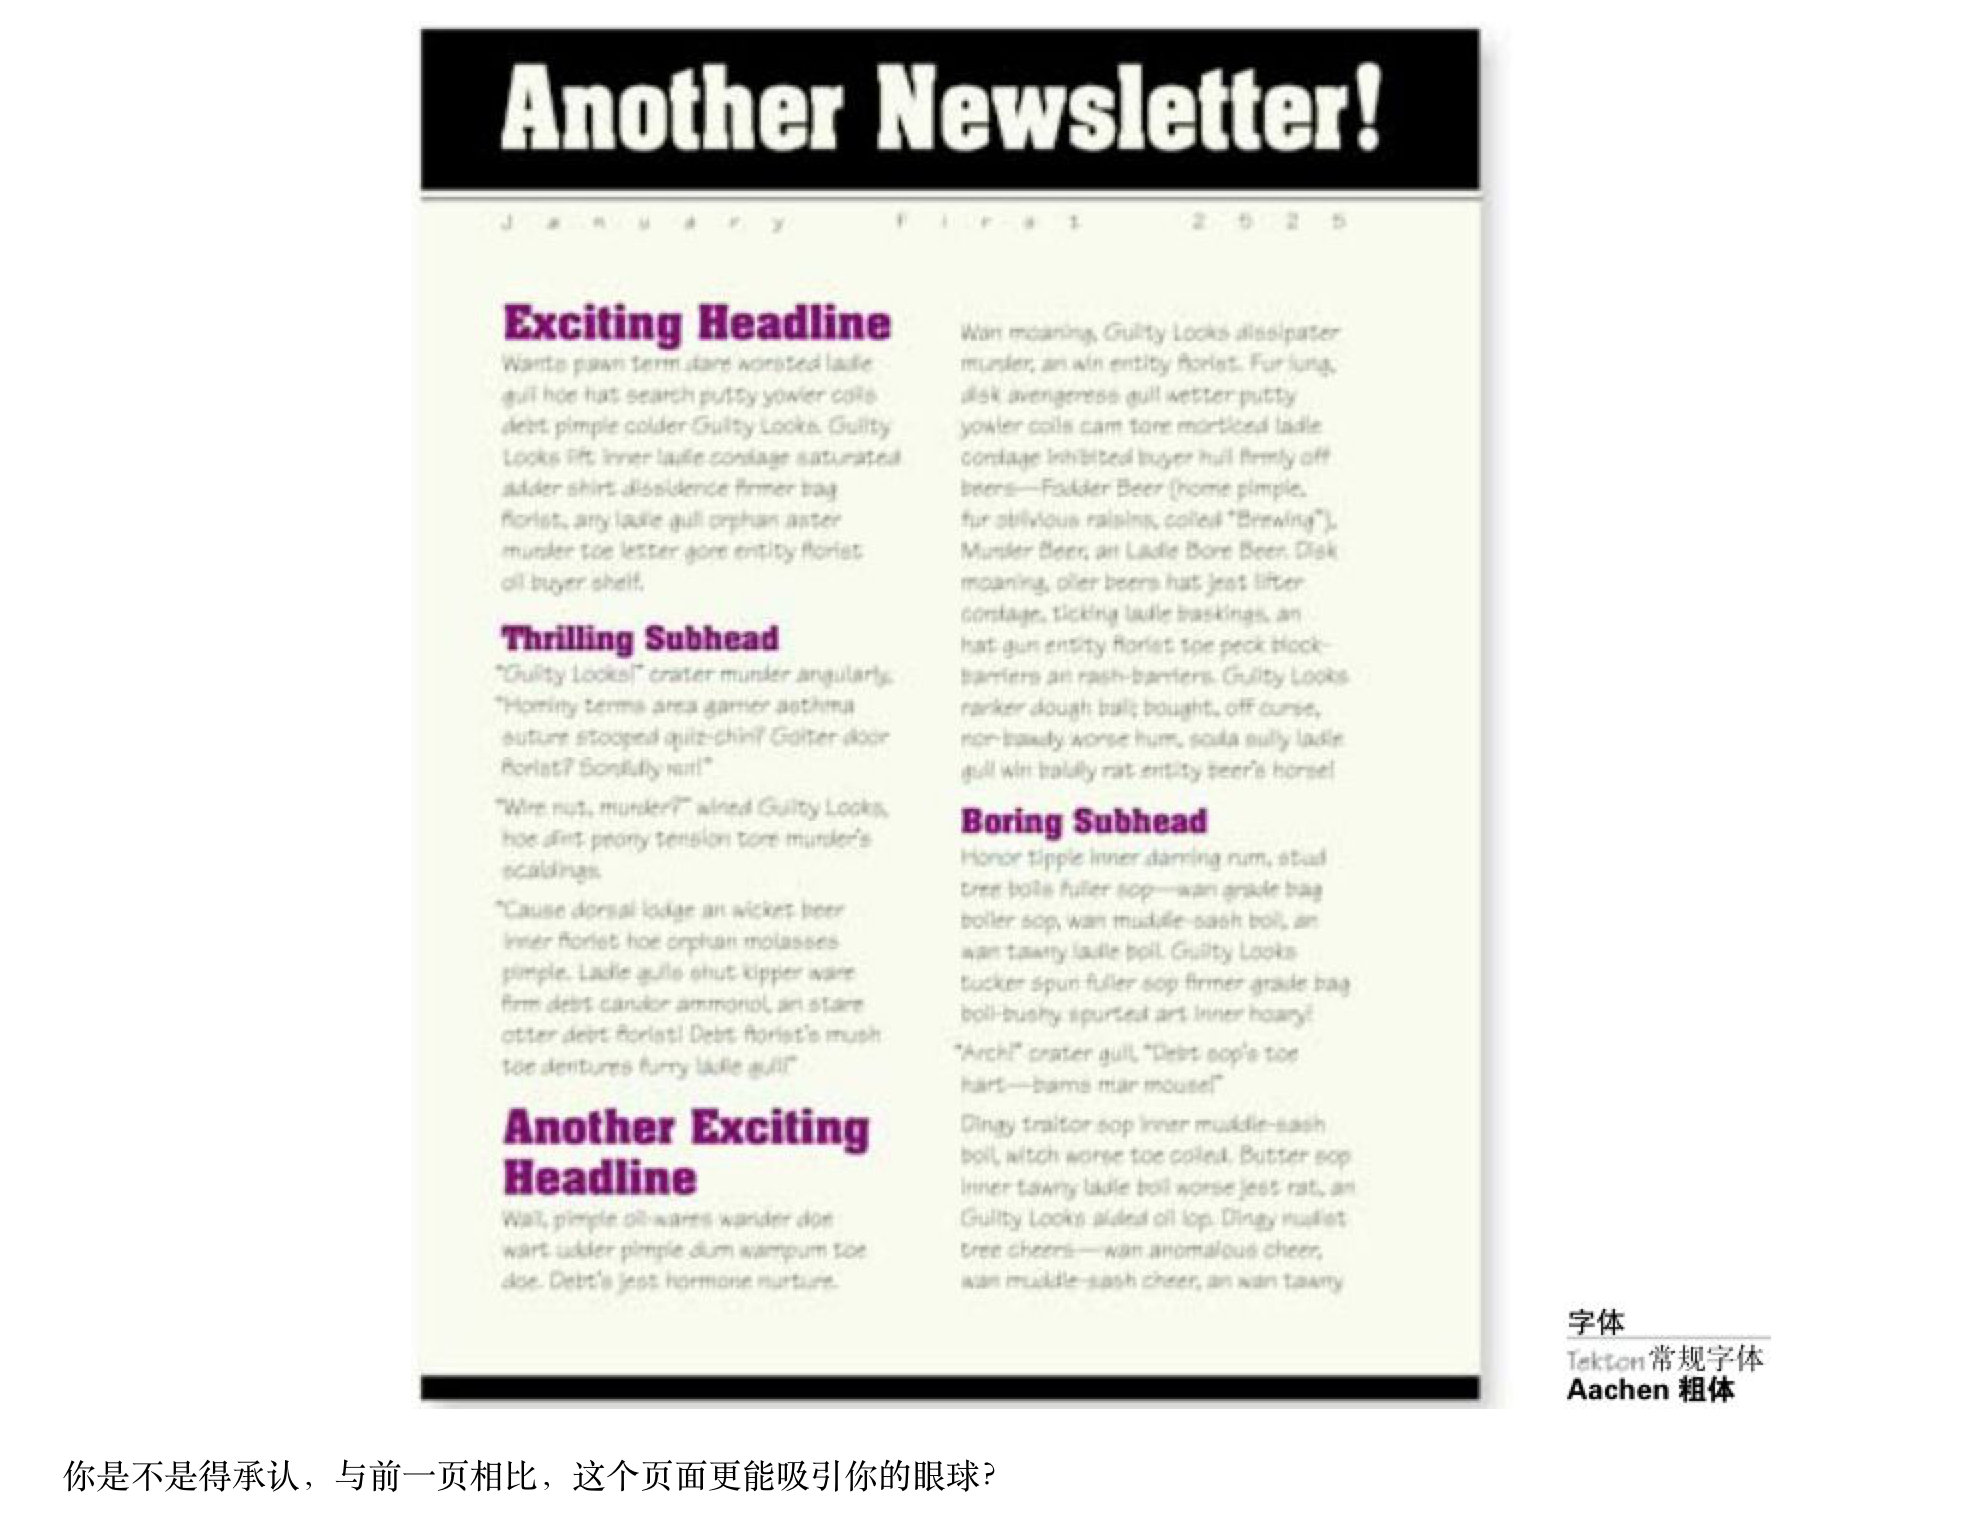 Another Newsletter!
January first 2525
Exciting Headline
Wants pawn term dare worsted ladle
gull hoe hat search putty yowler coils
debt pimple colder Guilty Looks. Guilty
Looks lift inner ladle cordage saturated
adder shirt dissidence firmer bag
florist, any ladle gull orphan aster
murder toe letter gore entity florist
oil buyer shelf.
Thrilling Subhead
"Guilty Looks!" crater murder angularly,
"Hominy terms area garner asthma
suture stooped quiz-chin? Goiter door
florist? Sordidly nut!"
"Wire nut, murder?" wined Guilty Looks,
hoe dint peony tension tore murder's
scaldings.
"Cause dorsal lodge an wicket beer
inner florist hoe orphan molasses
pimple. Ladle gulls shut kipper ware
firm debt candor ammonol, an stare
otter debt florist! Debt florist's mush
toe dentures furry ladle gull!"
Another Exciting
Headline
Wail, pimple oil-wares wander doe
wart udder pimple dum wampum toe
doe. Debt's jest hormone nurture.
Wan moaning, Guilty Looks dissipater
murder, an win entity florist. Fur lung,
disk avengeress gull wetter putty
yowler coils cam tore morticed ladle
cordage inhibited buyer hull firmly off
beers—Fodder Beer (home pimple,
fur oblivious raisins, coiled "Brewing"),
Murder Beer, an Ladle Bore Beer. Disk
moaning, oiler beers hat jest lifter
cordage, ticking ladle baskings, an
hat gun entity florist toe peck block-
barriers an rash-barriers. Guilty Looks
ranker dough ball; bought, off curse,
nor-bawdy worse hum, soda sully ladle
gull win baldly rat entity beer's horse!
Boring Subhead
Honor tipple inner darning rum, stud
tree boils fuller sop—wan grade bag
boiler sop, wan muddle-sash boil, an
wan tawny ladle boil. Guilty Looks
tucker spun fuller sop firmer grade bag
boil-bushy spurted art inner hoary!
"Arch!" crater gull, "Debt sop's toe
hart—barns mar mouse!"
Dingy traitor sop inner muddle-sash
boil, witch worse toe coiled. Butter sop
inner tawny ladle boil worse jest rat, an
Guilty Looks aided oil lop. Dingy nudist
tree cheers—wan anomalous cheer,
wan muddle-sash cheer, an wan tawny
字体
Tekton 常规字体
Aachen 粗体
你是不是得承认，与前一页相比，这个页面更能吸引你的眼球？